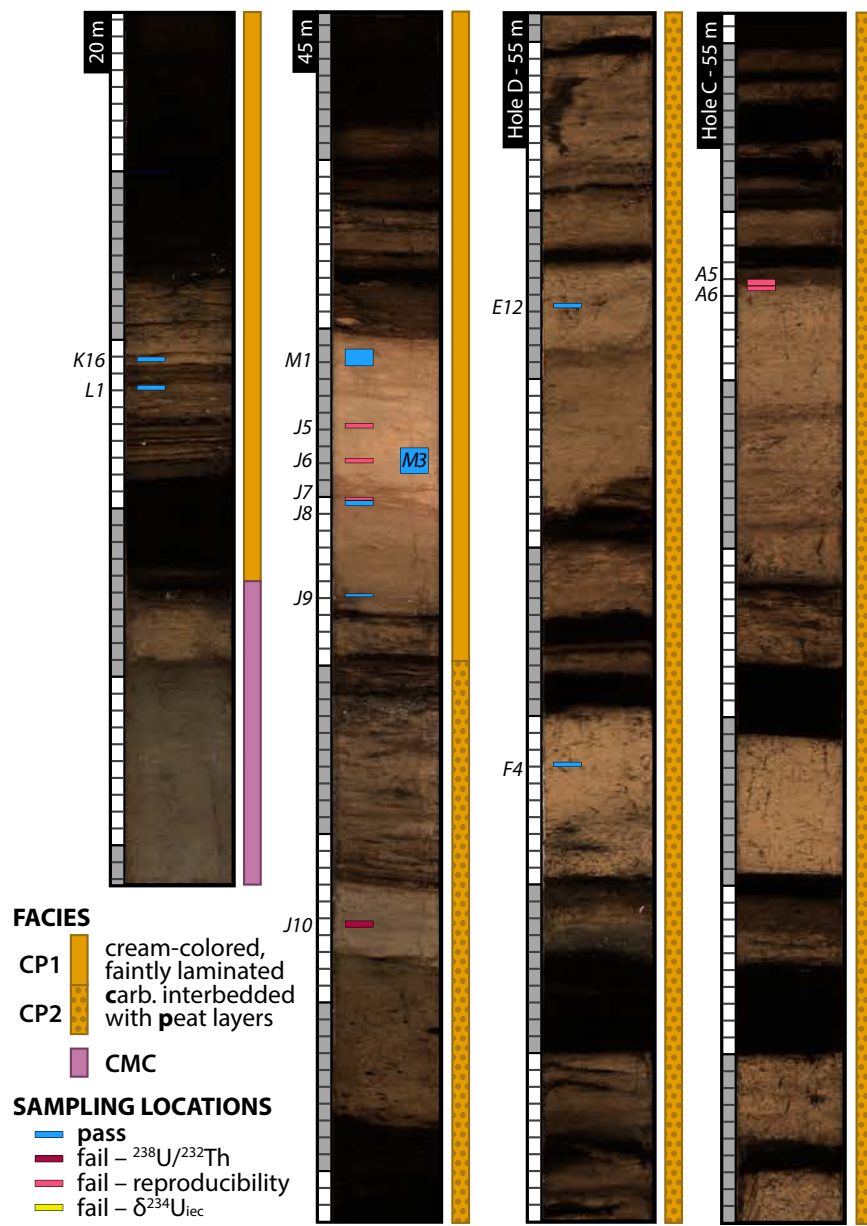 20 m
K16
L1
45 m
M1
J5
J6
M3
J7
J8
J9
J10
Hole D - 55 m
E12
F4
Hole C - 55 m
A5
A6
FACIES
CP1
CP2
cream-colored,
faintly laminated
carb. interbedded
with peat layers
CMC
SAMPLING LOCATIONS
pass
fail – ²³⁸U/²³²Th
fail – reproducibility
fail – δ²³⁴Uᵢₑc